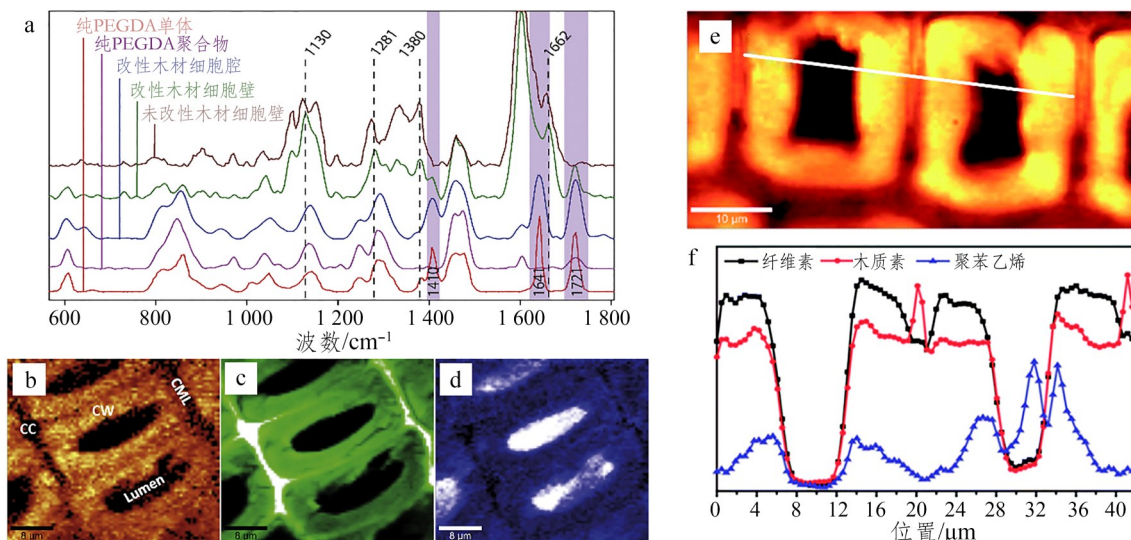 a
纯PEGDA单体
纯PEGDA聚合物
改性木材细胞腔
改性木材细胞壁
未改性木材细胞壁
1130
1281
1380
1662
1410
1641
1721
600 800 1 000 1 200 1 400 1 600 1 800
波数/cm⁻¹
b
CW
CML
CC
Lumen
8 μm
c
8 μm
d
8 μm
e
10 μm
f
纤维素 木质素 聚苯乙烯
0 4 8 12 16 20 24 28 32 36 40
位置/μm